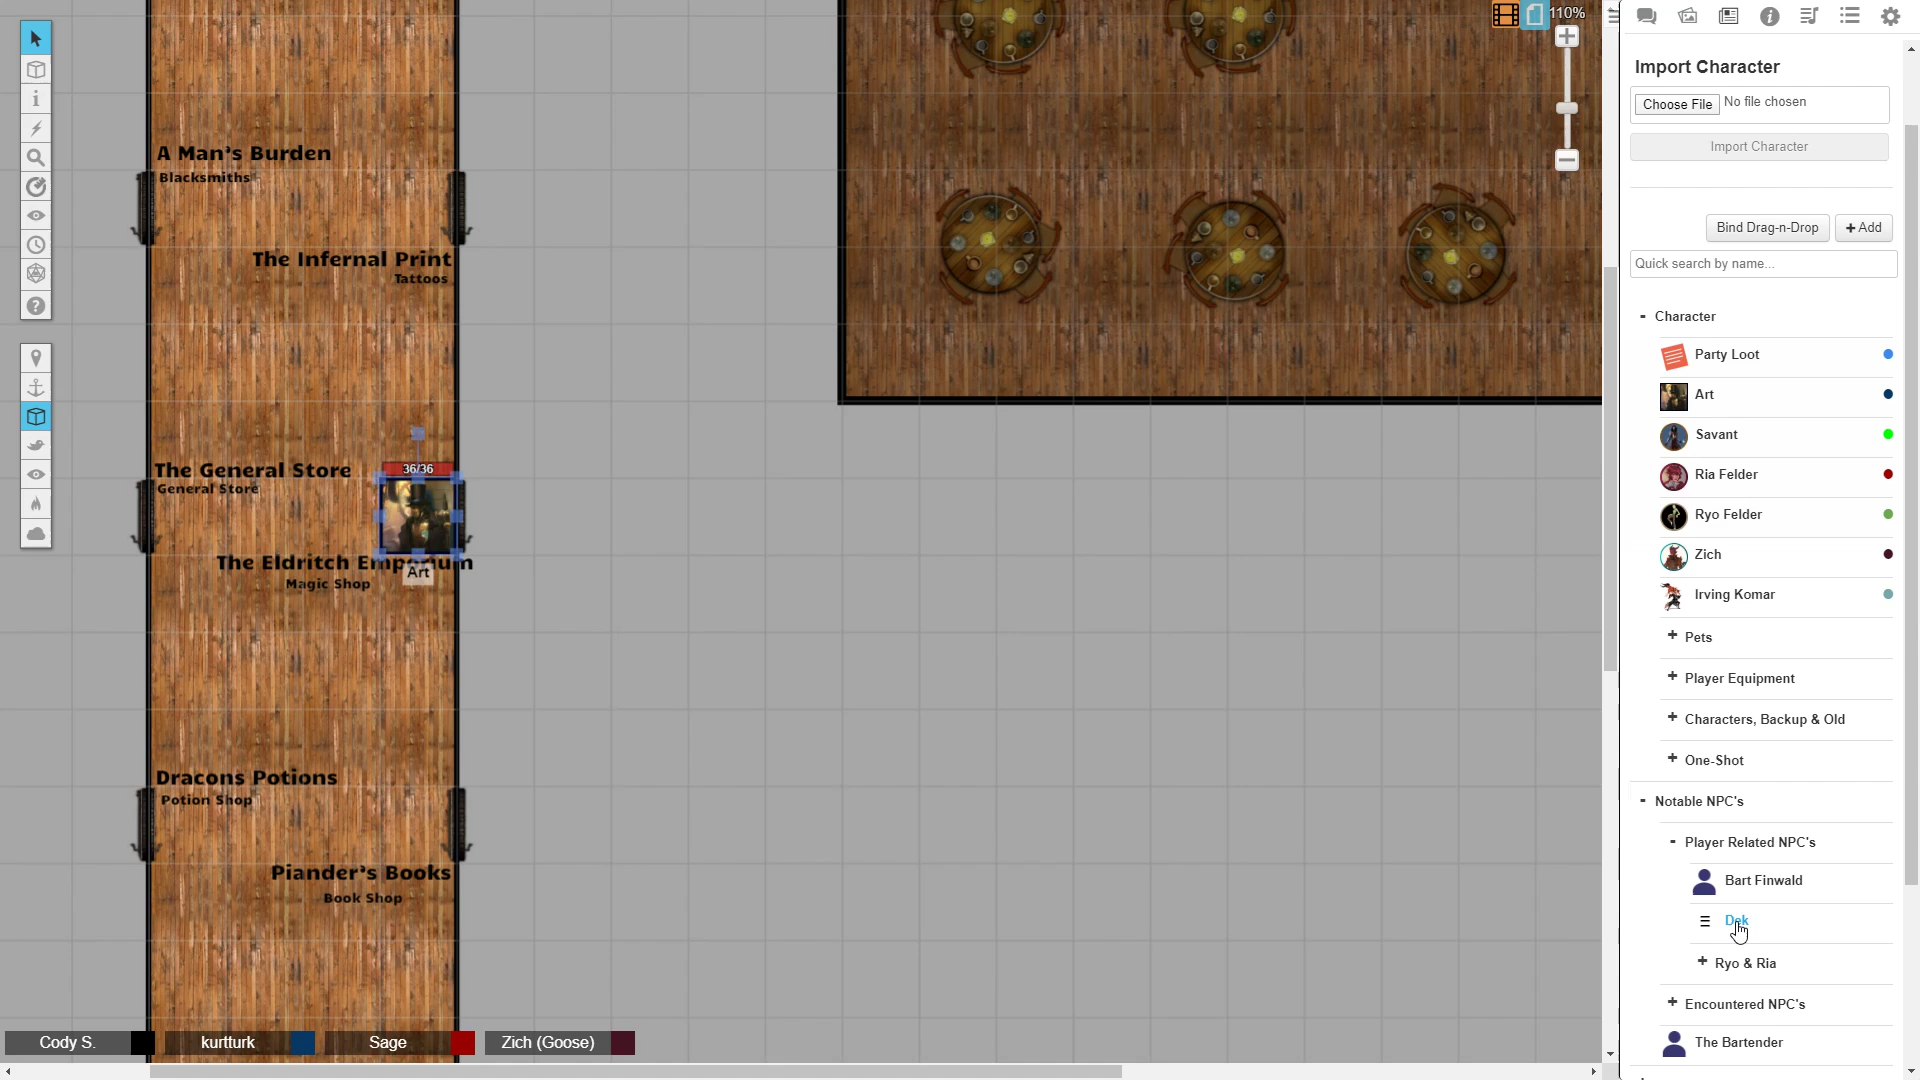 110%
A Man's Burden
Blacksmiths
The Infernal Print
Tattoos
The General Store
General Store
36/36
The Eldritch Emporium
Art
Magic Shop
Dracons Potions
Potion Shop
Piander's Books
Book Shop
Cody S.
kurtturk
Sage
Zich (Goose)
Import Character
Choose File No file chosen
Import Character
Bind Drag-n-Drop
+ Add
Quick search by name...
- Character
Party Loot
Art
Savant
Ria Felder
Ryo Felder
Zich
Irving Komar
+ Pets
+ Player Equipment
+ Characters, Backup & Old
+ One-Shot
- Notable NPC's
- Player Related NPC's
Bart Finwald
Dek
+ Ryo & Ria
+ Encountered NPC's
The Bartender